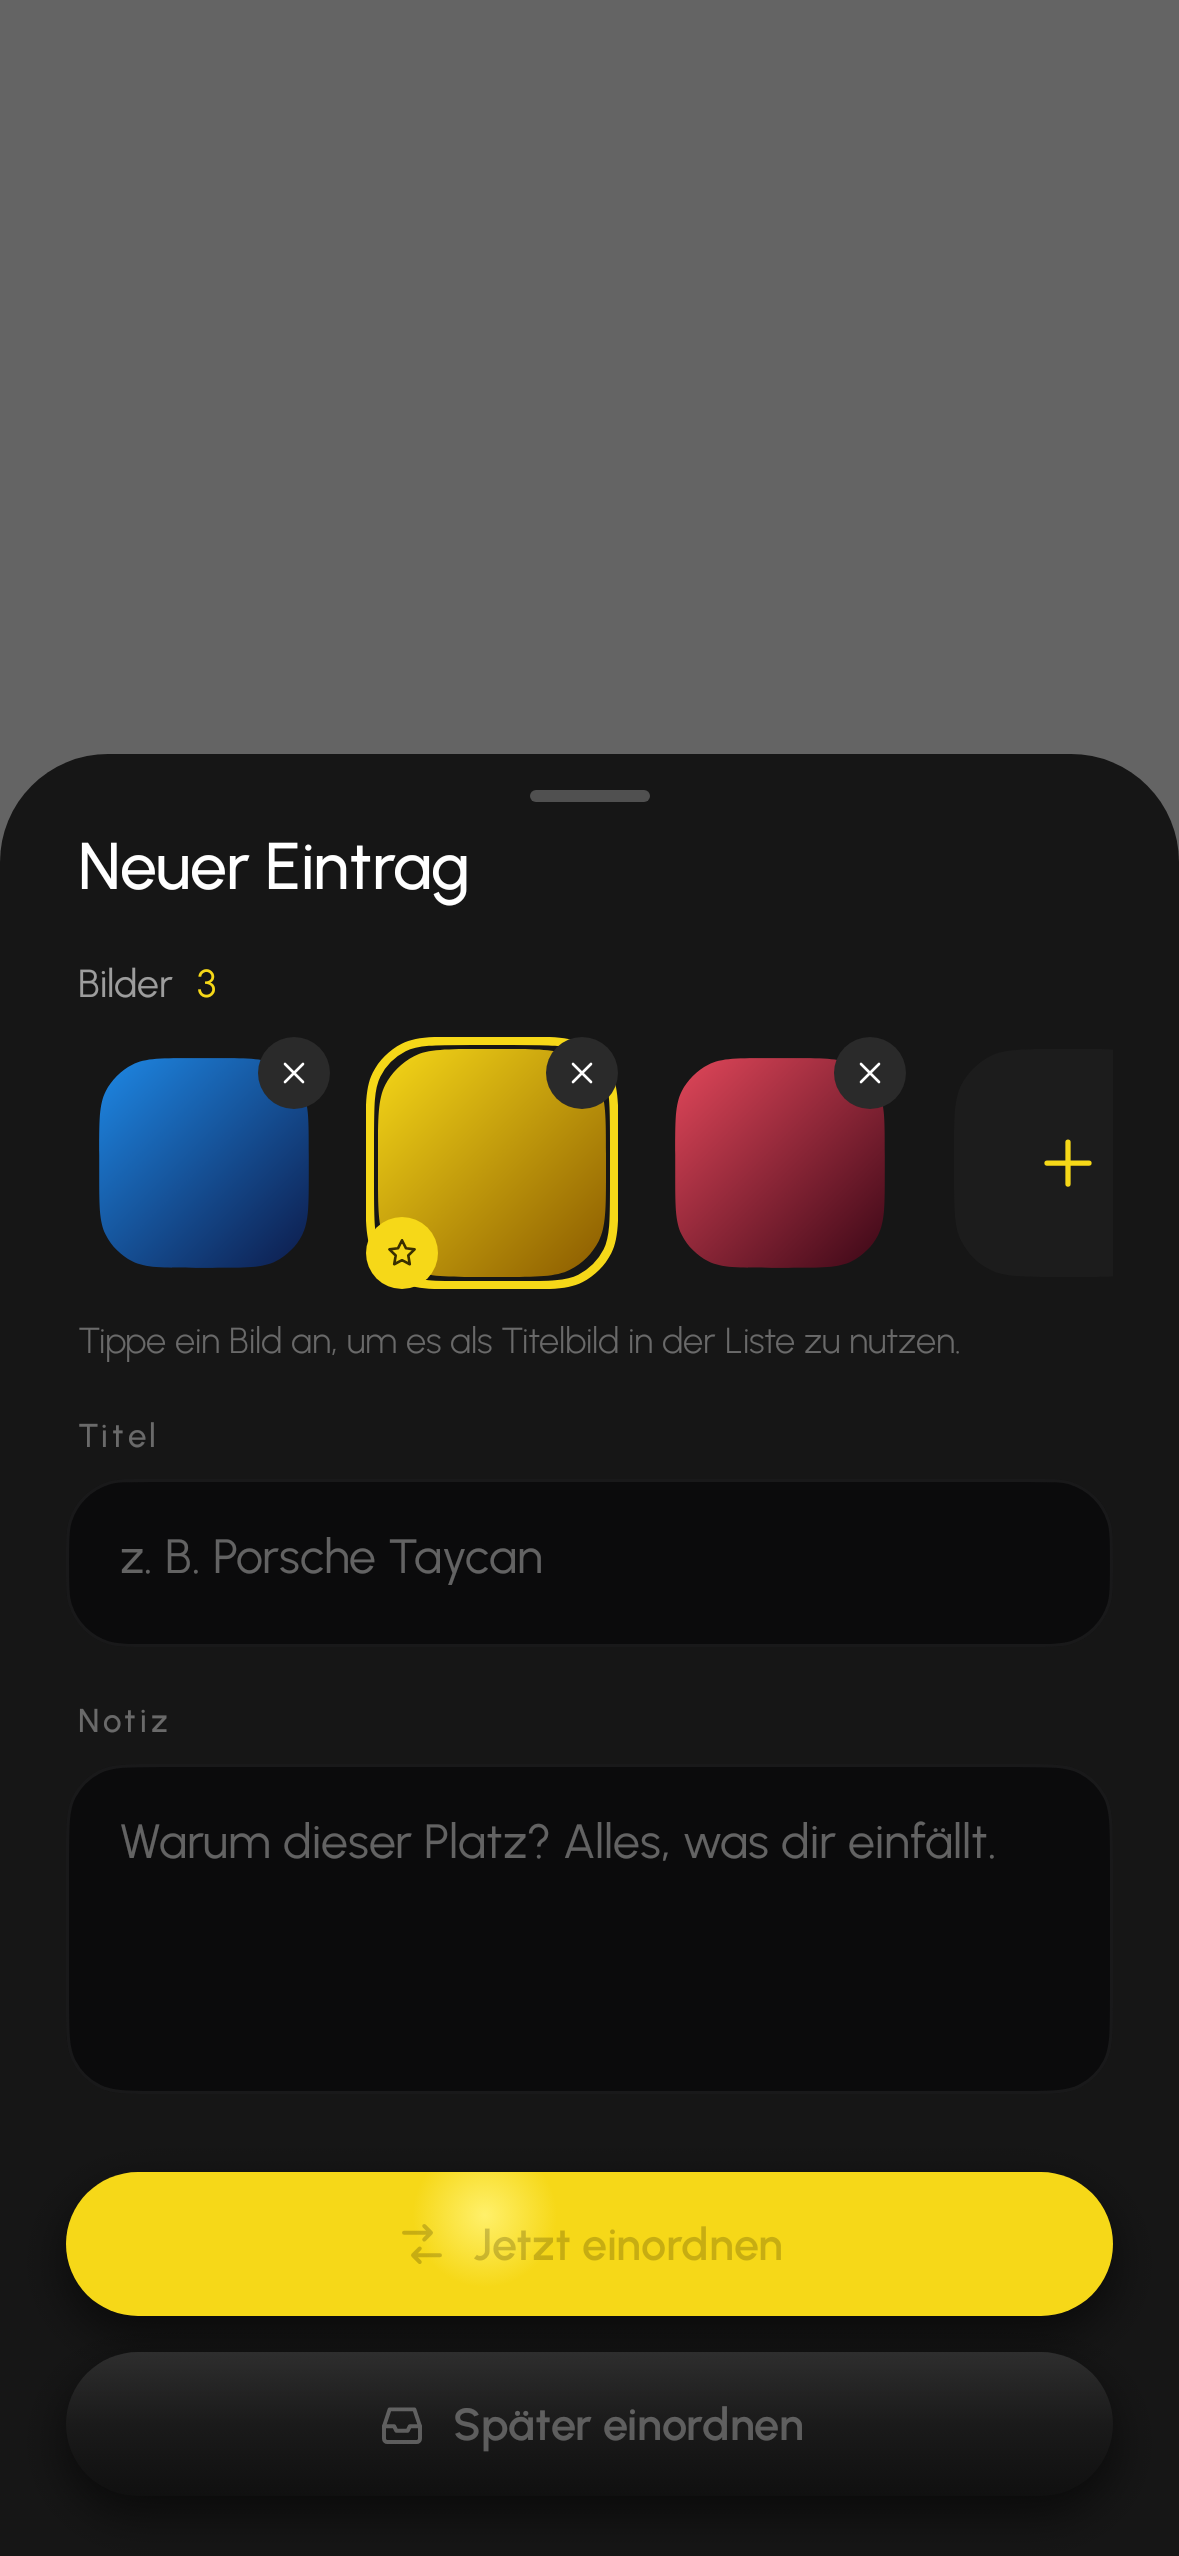 Neuer Eintrag
Bilder 3
Tippe ein Bild an, um es als Titelbild in der Liste zu nutzen.
Titel
z. B. Porsche Taycan
Notiz
Warum dieser Platz? Alles, was dir einfällt.
Jetzt einordnen
Später einordnen